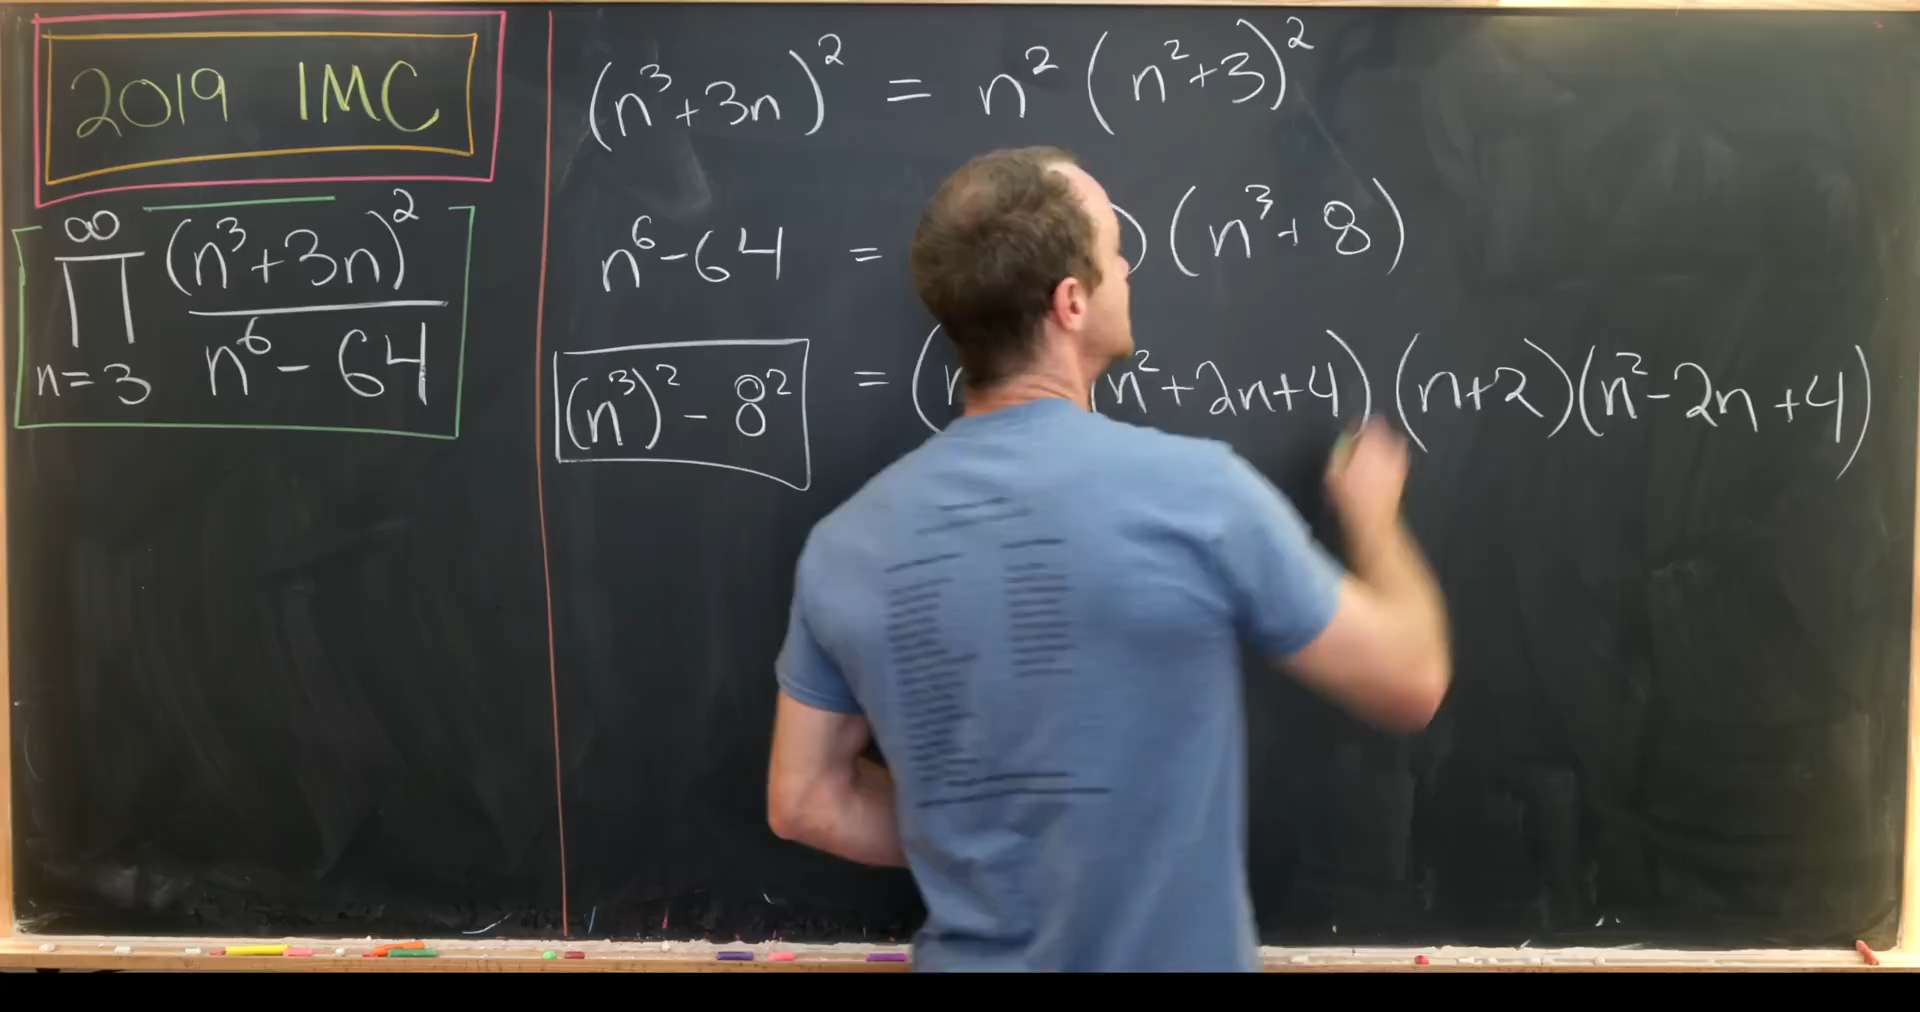 2019 IMC
∞
∏ (n³+3n)²
n=3 n⁶-64
(n³+3n)² = n²(n²+3)²
n⁶-64 = )(n³+8)
(n³)²-8² = ( n²+2n+4)(n+2)(n²-2n+4)